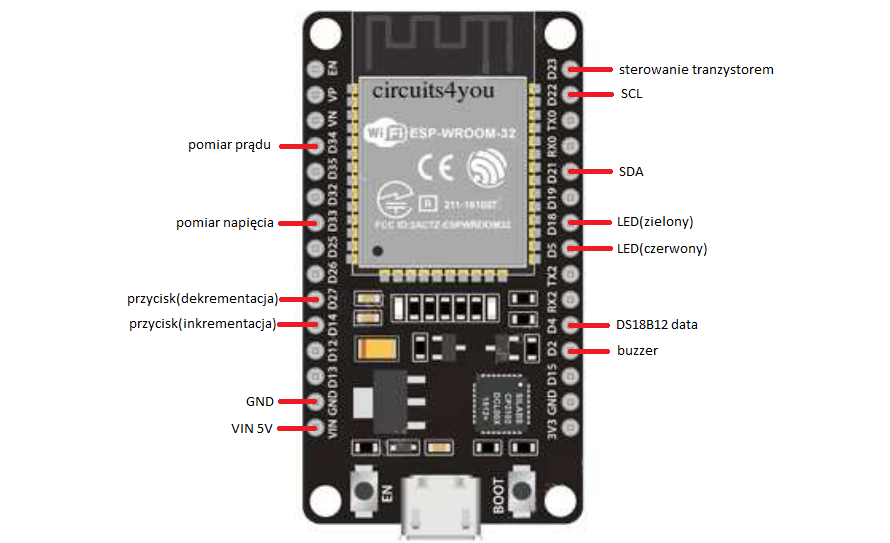 circuits4you
WiFi ESP-WROOM-32
CE
R 211-161007
FCC ID:2AC7Z-ESPWROOM32
EN
VP
VN
D34
D35
D32
D33
D25
D26
D27
D14
D12
D13
GND
VIN
pomiar prądu
pomiar napięcia
przycisk(dekrementacja)
przycisk(inkrementacja)
GND
VIN 5V
D23
D22
TX0
RX0
D21
D19
D18
D5
TX2
RX2
D4
D2
D15
GND
3V3
sterowanie tranzystorem
SCL
SDA
LED(zielony)
LED(czerwony)
DS18B12 data
buzzer
SILABS
CP2102
EN
BOOT